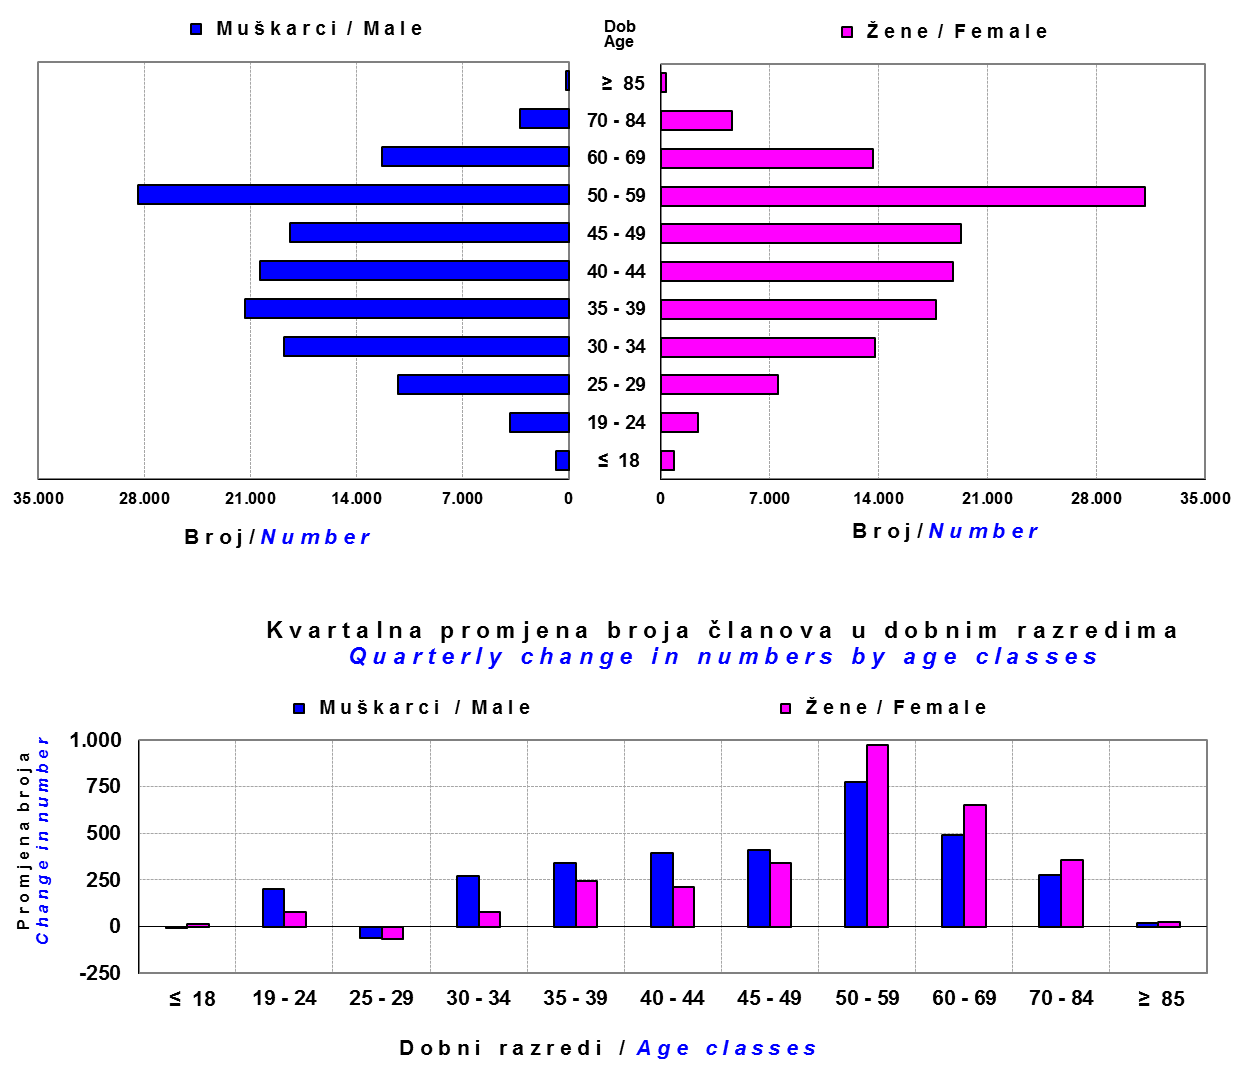 Muškarci / Male
Dob
Age
Žene / Female
≥ 85
70 - 84
60 - 69
50 - 59
45 - 49
40 - 44
35 - 39
30 - 34
25 - 29
19 - 24
≤ 18
35.000 28.000 21.000 14.000 7.000 0
0 7.000 14.000 21.000 28.000 35.000
Broj/Number
Broj/Number
Kvartalna promjena broja članova u dobnim razredima
Quarterly change in numbers by age classes
Muškarci / Male
Žene / Female
Promjena broja
Change in number
1.000
750
500
250
0
-250
≤ 18 19 - 24 25 - 29 30 - 34 35 - 39 40 - 44 45 - 49 50 - 59 60 - 69 70 - 84 ≥ 85
Dobni razredi / Age classes